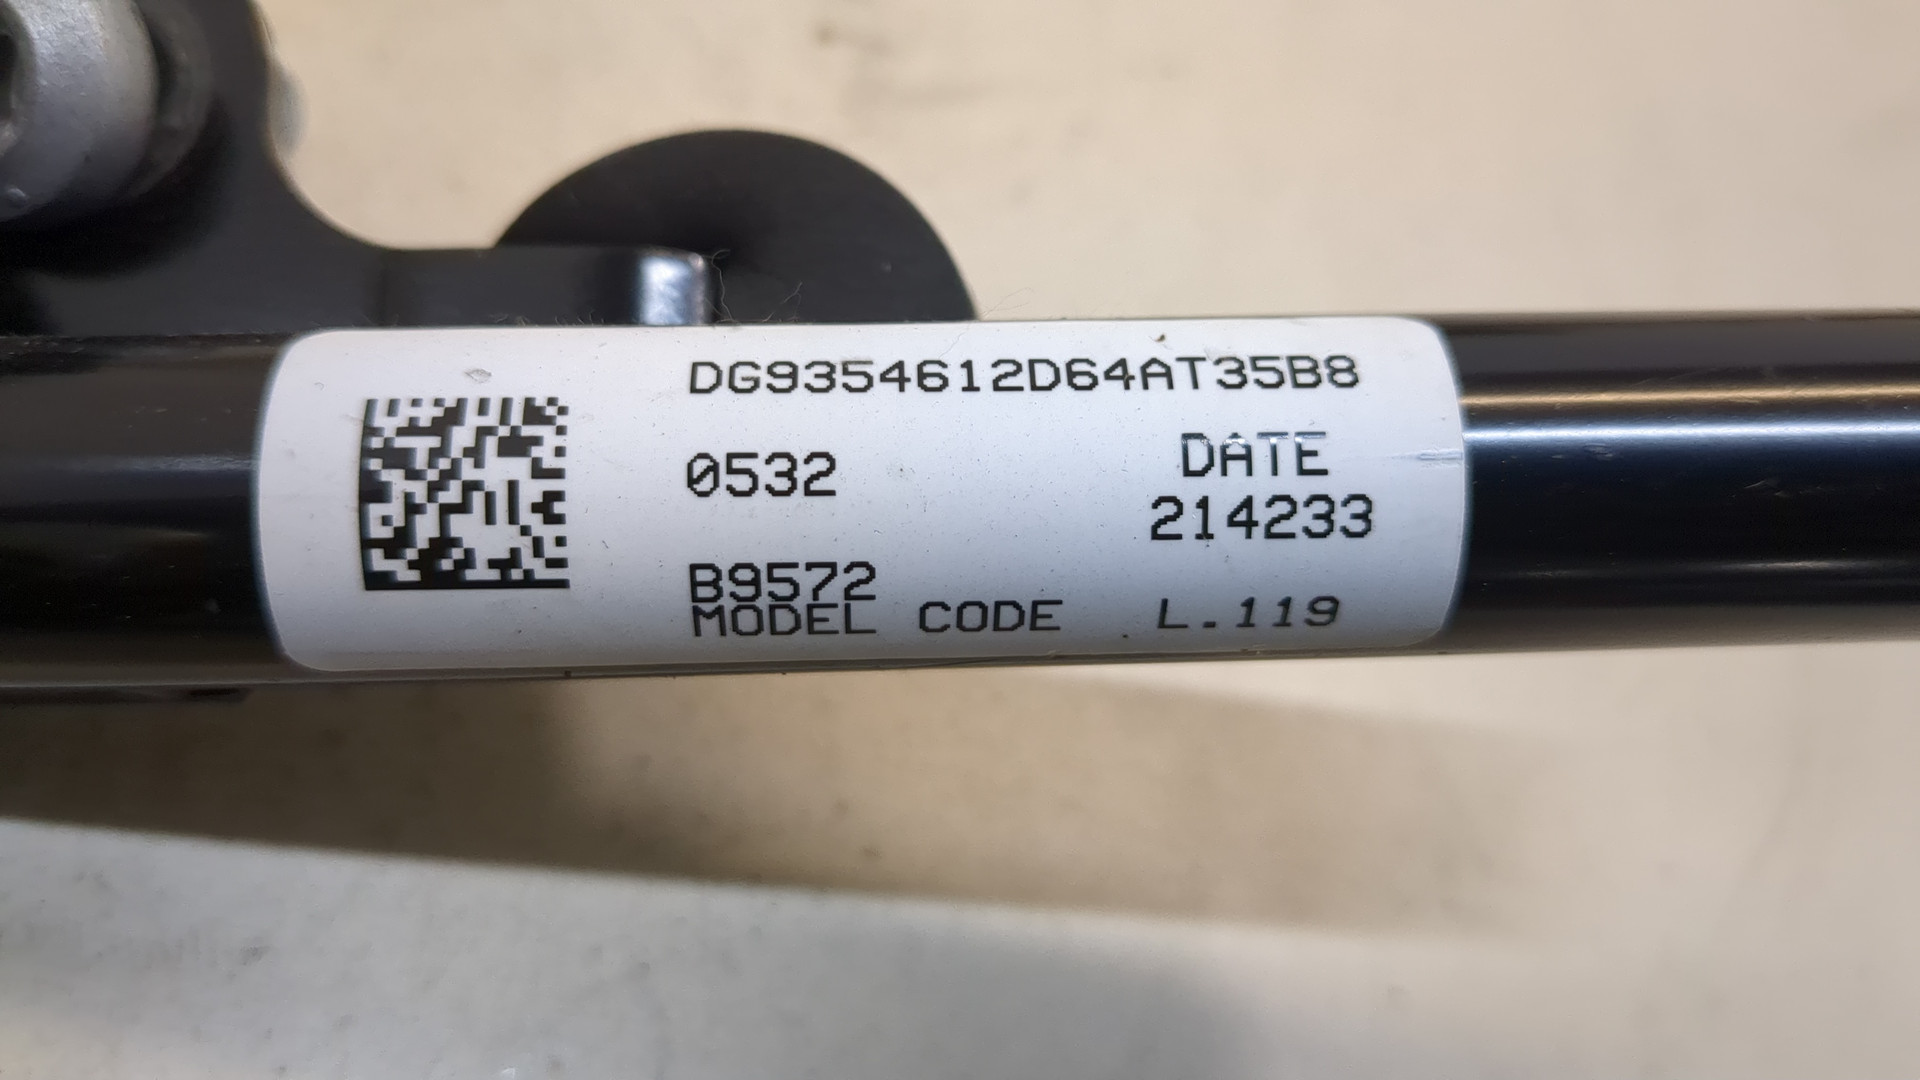 DG9354612D64AT35B8
0532 DATE
214233
B9572
MODEL CODE L.119